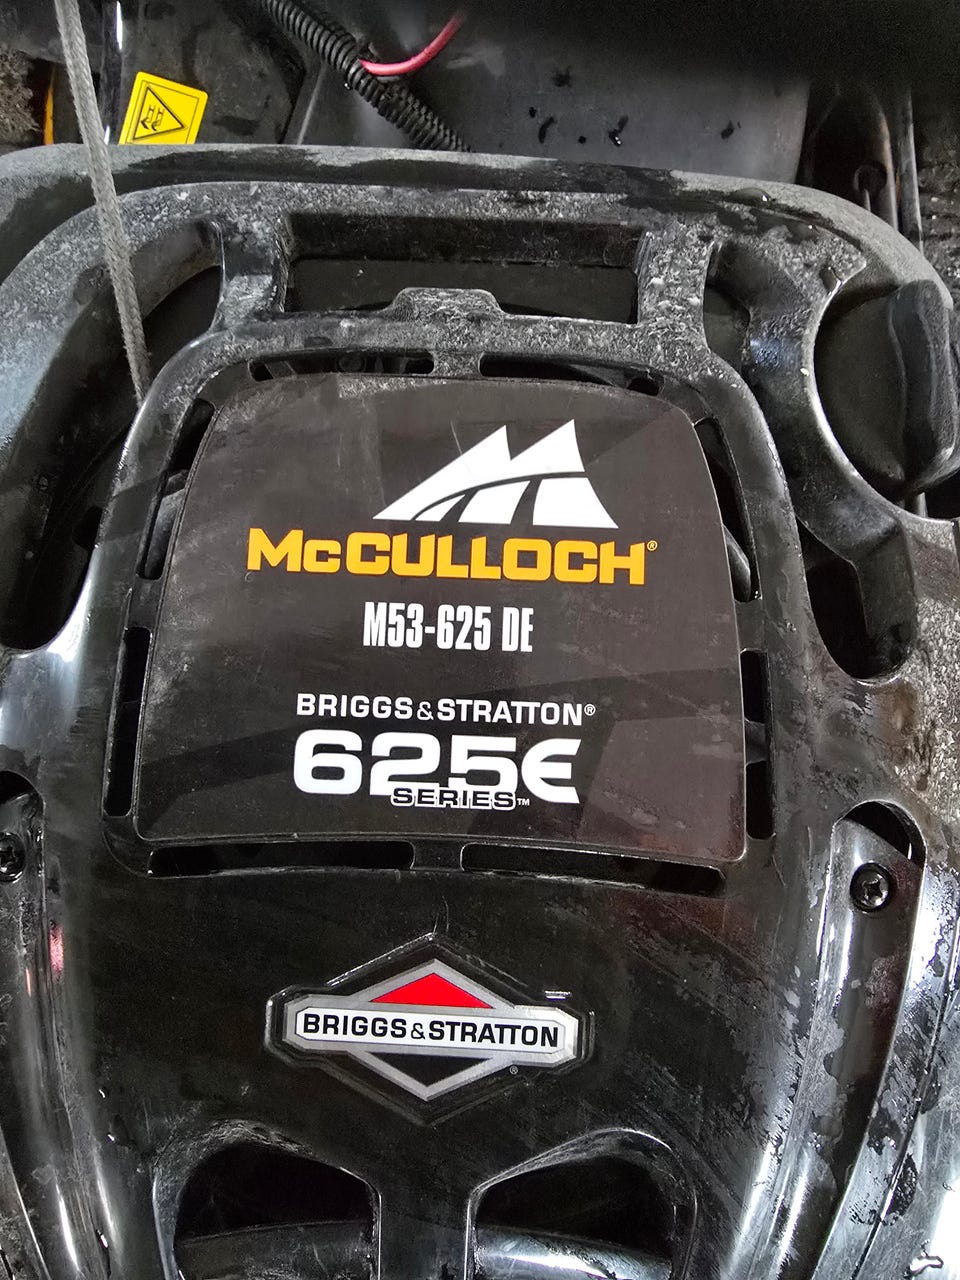 McCULLOCH®
M53-625 DE
BRIGGS&STRATTON®
625E
SERIES™
BRIGGS&STRATTON
®